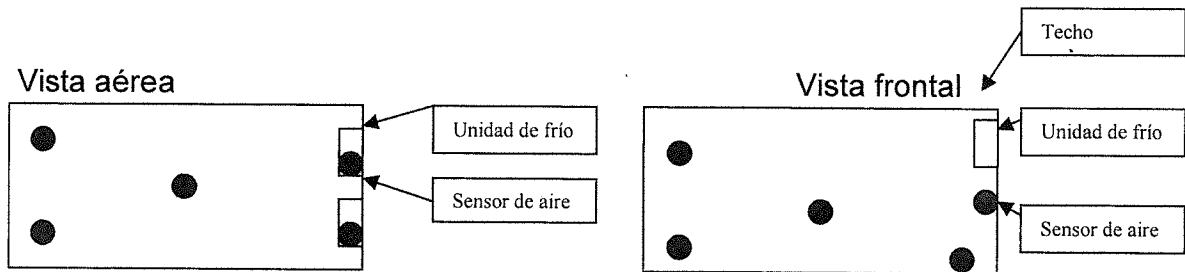 Techo
Vista aérea
Vista frontal
Unidad de frío
Unidad de frío
Sensor de aire
Sensor de aire